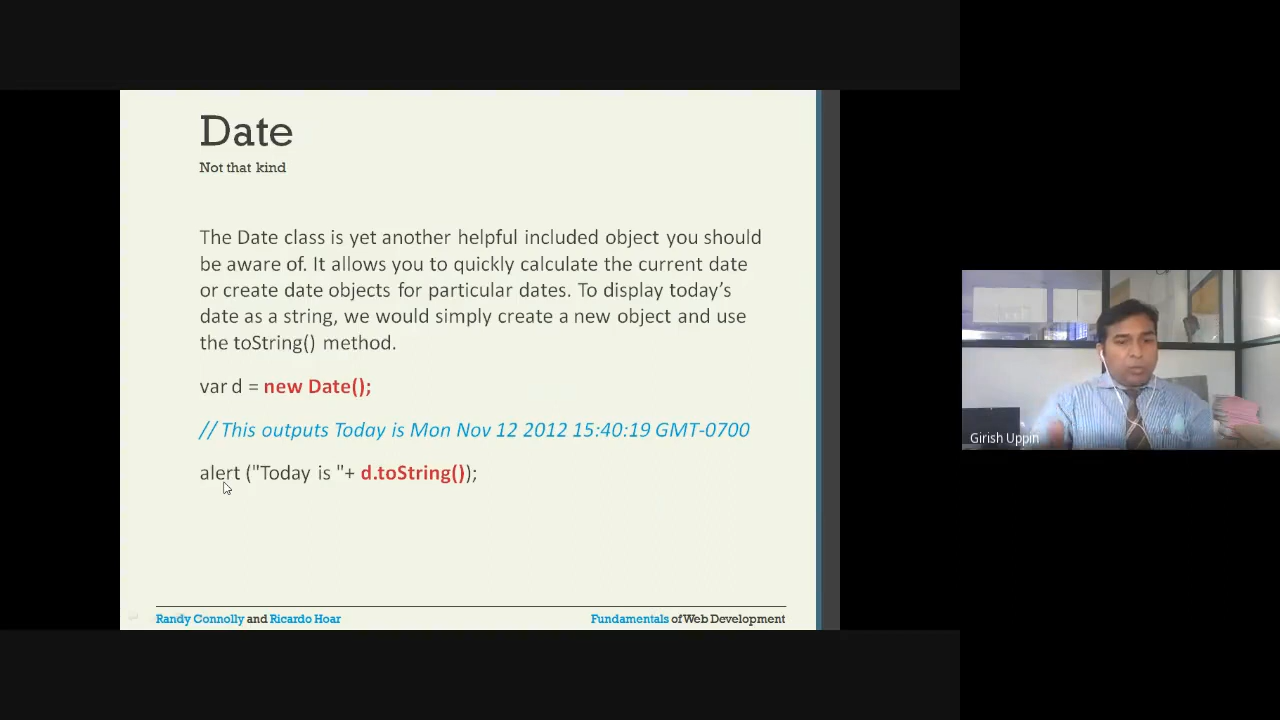 Date
Not that kind
The Date class is yet another helpful included object you should
be aware of. It allows you to quickly calculate the current date
or create date objects for particular dates. To display today’s
date as a string, we would simply create a new object and use
the toString() method.
var d = new Date();
// This outputs Today is Mon Nov 12 2012 15:40:19 GMT-0700
alert ("Today is "+ d.toString());
Randy Connolly and Ricardo Hoar
Fundamentals of Web Development
Girish Uppin